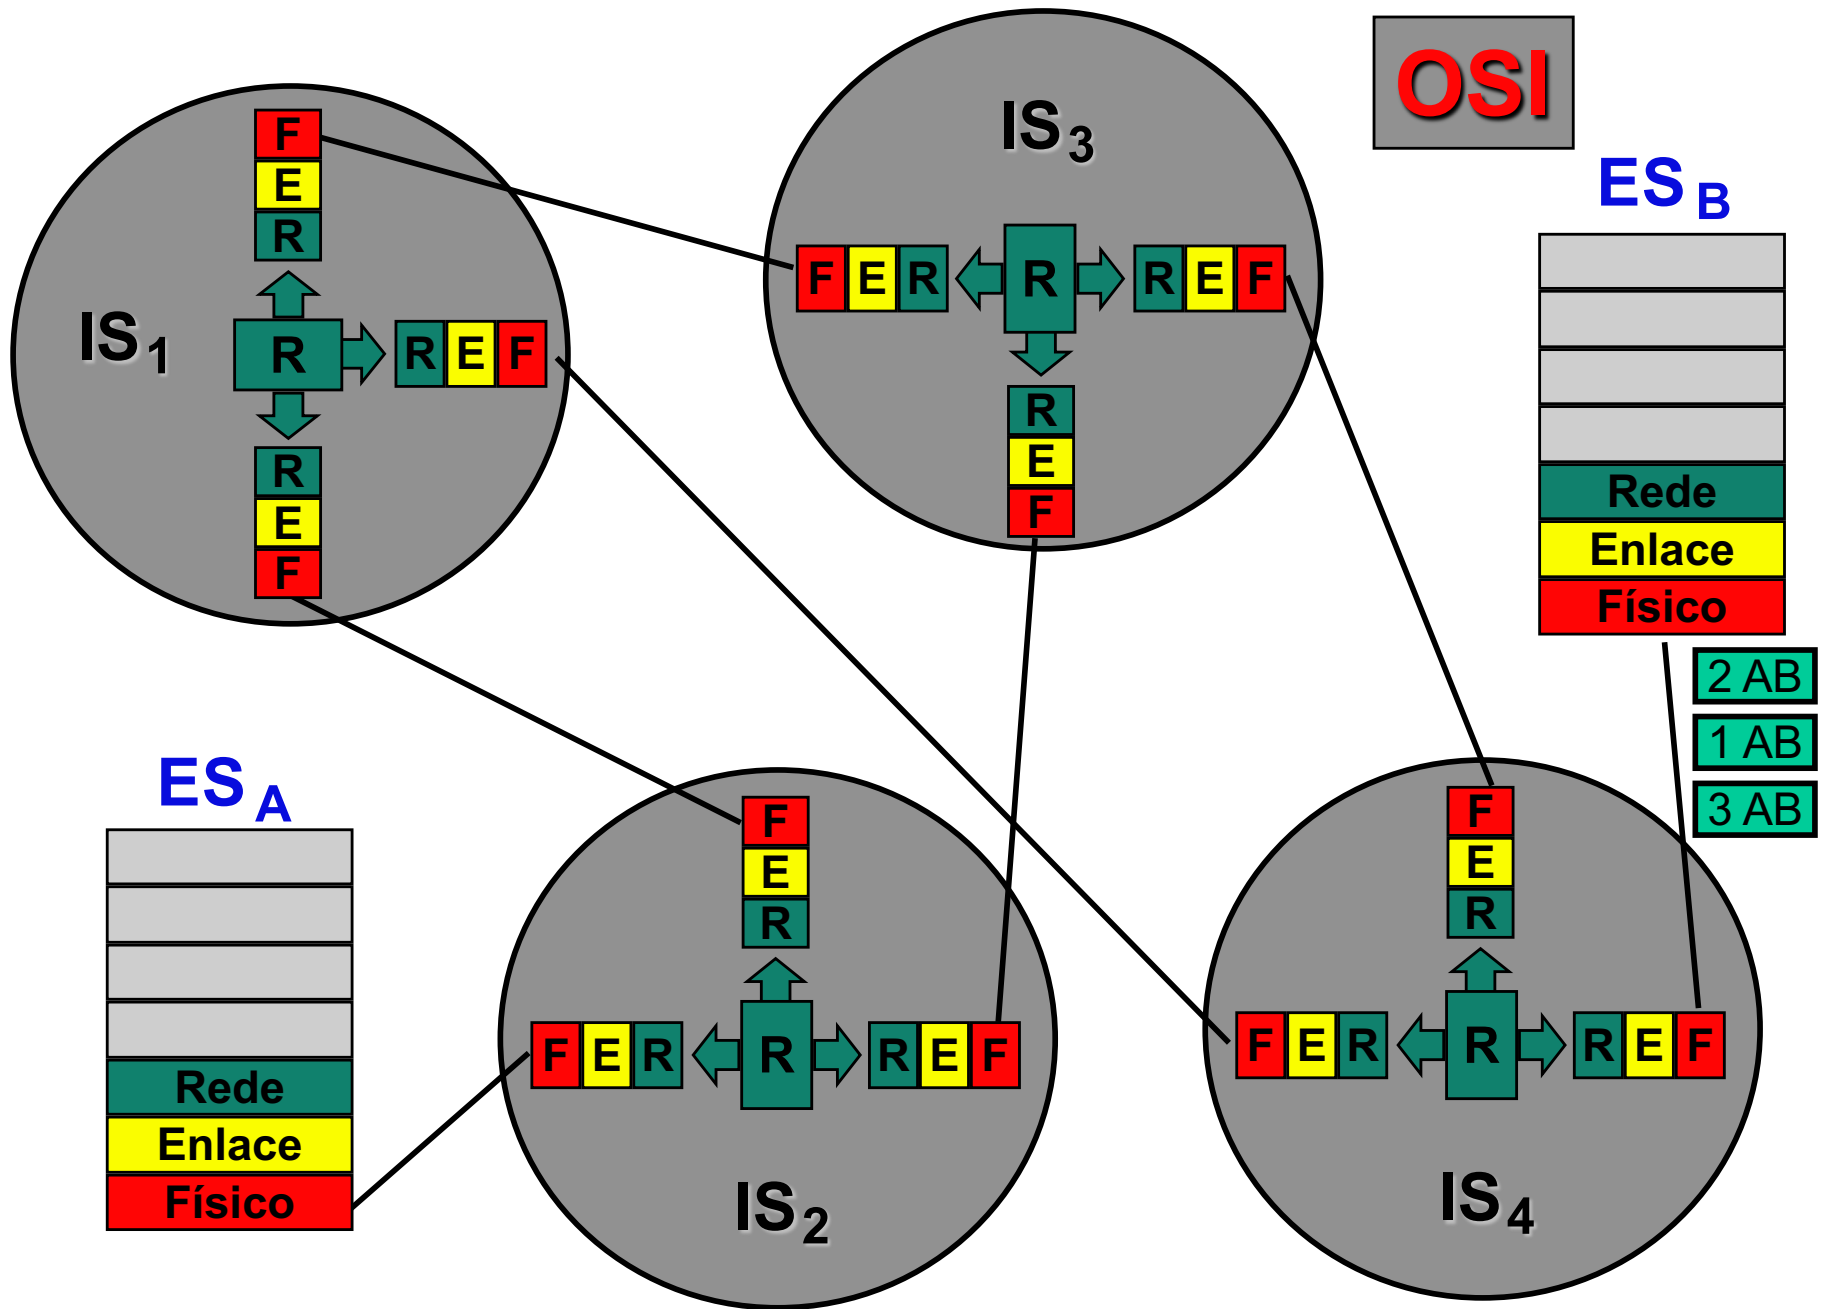 OSI
IS1
F
E
R
R
R E F
R
E
F
IS3
F E R
R
R E F
R
E
F
ES B
Rede
Enlace
Físico
2 AB
1 AB
3 AB
ES A
Rede
Enlace
Físico
F
E
R
F E R
R
R E F
IS2
F
E
R
F E R
R
R E F
IS4